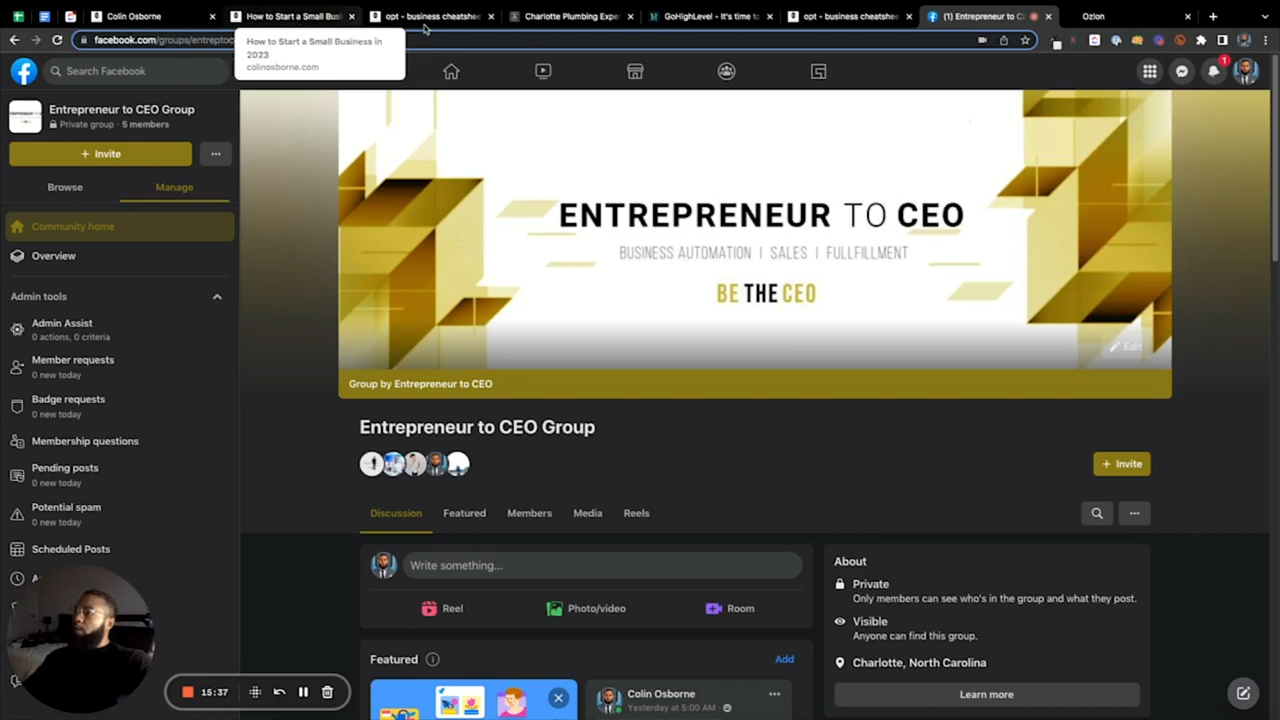 Colin Osborne
How to Start a Small Busi
opt - business cheatshe
Charlotte Plumbing Expe
GoHighLevel - It's time to
opt - business cheatshe
(1) Entrepreneur to C
Ozion
facebook.com/groups/entreptoc
How to Start a Small Business in
2023
colinosborne.com
Search Facebook
1
Entrepreneur to CEO Group
Private group · 5 members
+ Invite
Browse
Manage
Community home
Overview
Admin tools
Admin Assist
0 actions, 0 criteria
Member requests
0 new today
Badge requests
0 new today
Membership questions
Pending posts
0 new today
Potential spam
0 new today
Scheduled Posts
A
15:37
ENTREPRENEUR TO CEO
BUSINESS AUTOMATION | SALES | FULLFILLMENT
BE THE CEO
Edit
Group by Entrepreneur to CEO
Entrepreneur to CEO Group
+ Invite
Discussion
Featured
Members
Media
Reels
Write something...
Reel
Photo/video
Room
Featured
Add
Colin Osborne
Yesterday at 5:00 AM ·
About
Private
Only members can see who's in the group and what they post.
Visible
Anyone can find this group.
Charlotte, North Carolina
Learn more